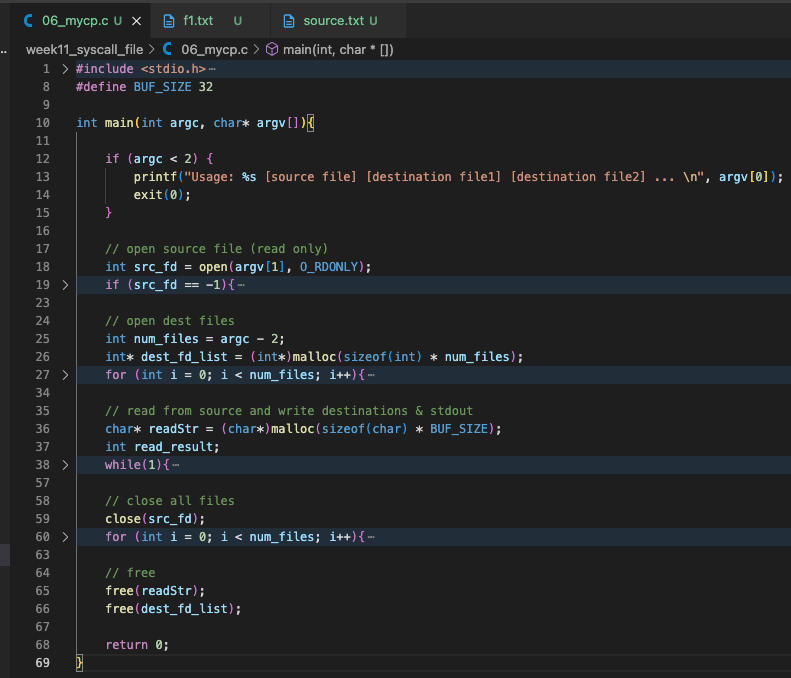 06_mycp.c U × f1.txt U source.txt U
.. week11_syscall_file > C 06_mycp.c > main(int, char * [])
1 > #include <stdio.h>⋯
8 #define BUF_SIZE 32
9
10 int main(int argc, char* argv[]){
11
12 if (argc < 2) {
13 printf("Usage: %s [source file] [destination file1] [destination file2] ... \n", argv[0]);
14 exit(0);
15 }
16
17 // open source file (read only)
18 int src_fd = open(argv[1], O_RDONLY);
19 > if (src_fd == -1){⋯
23
24 // open dest files
25 int num_files = argc - 2;
26 int* dest_fd_list = (int*)malloc(sizeof(int) * num_files);
27 > for (int i = 0; i < num_files; i++){⋯
34
35 // read from source and write destinations & stdout
36 char* readStr = (char*)malloc(sizeof(char) * BUF_SIZE);
37 int read_result;
38 > while(1){⋯
57
58 // close all files
59 close(src_fd);
60 > for (int i = 0; i < num_files; i++){⋯
63
64 // free
65 free(readStr);
66 free(dest_fd_list);
67
68 return 0;
69 }